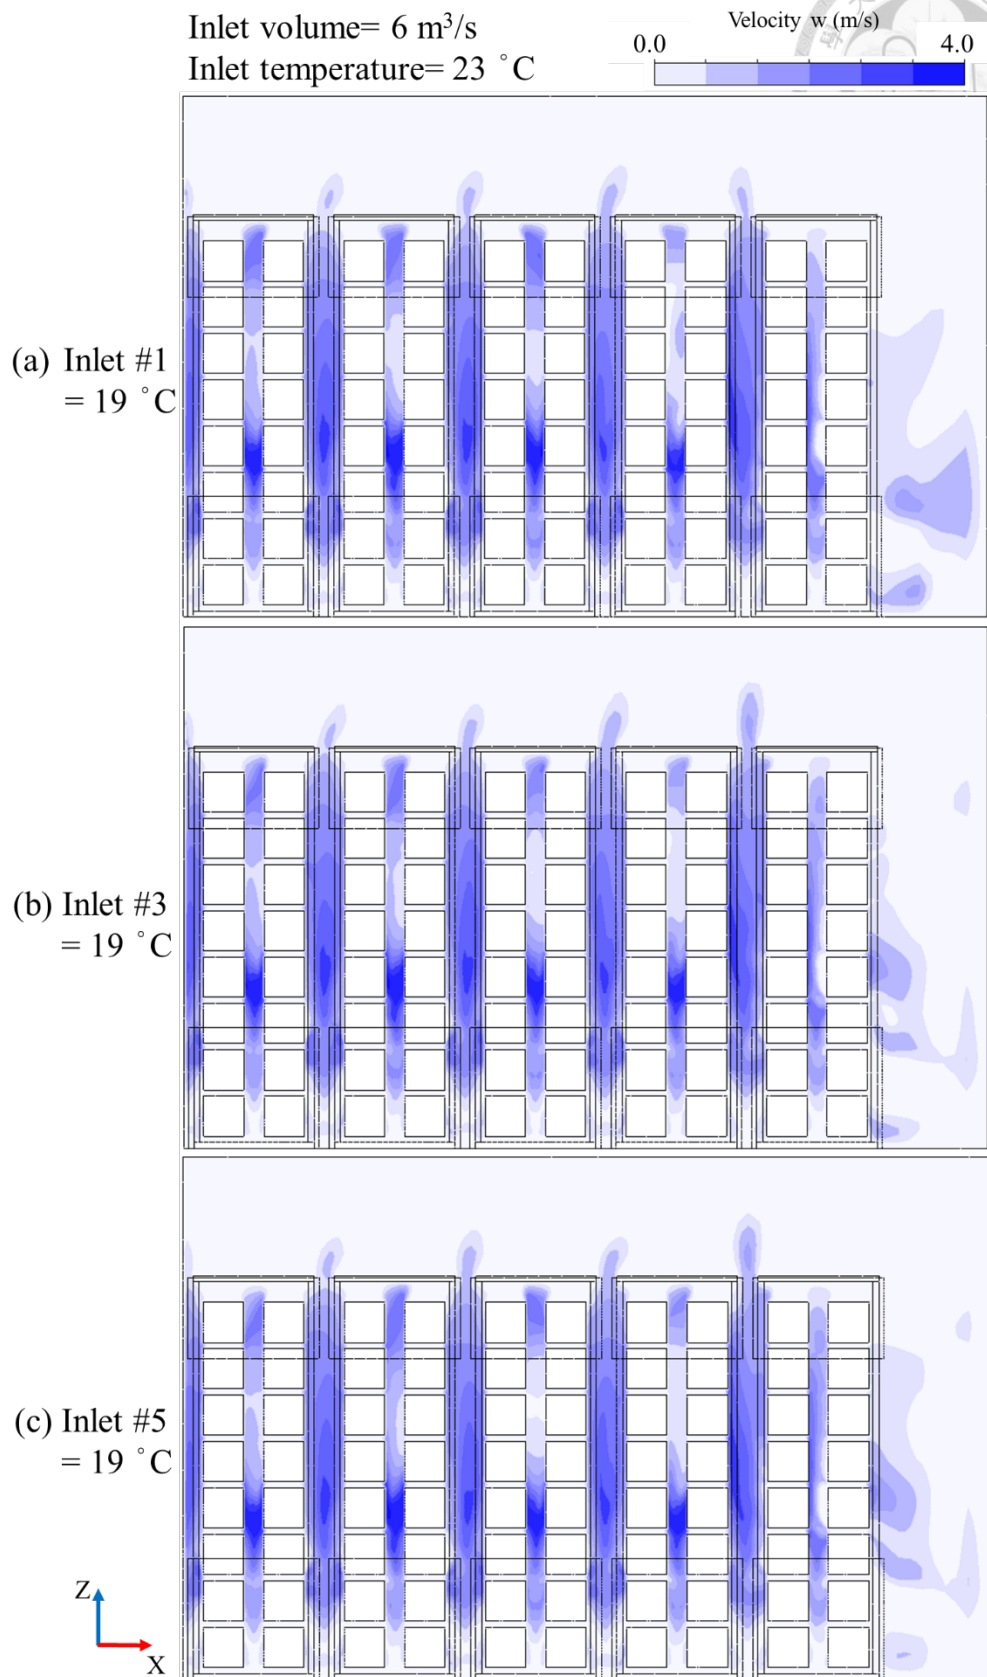 Inlet volume= 6 m³/s
Inlet temperature= 23 °C
Velocity w (m/s)
0.0 4.0
(a) Inlet #1
= 19 °C
(b) Inlet #3
= 19 °C
(c) Inlet #5
= 19 °C
Z
X